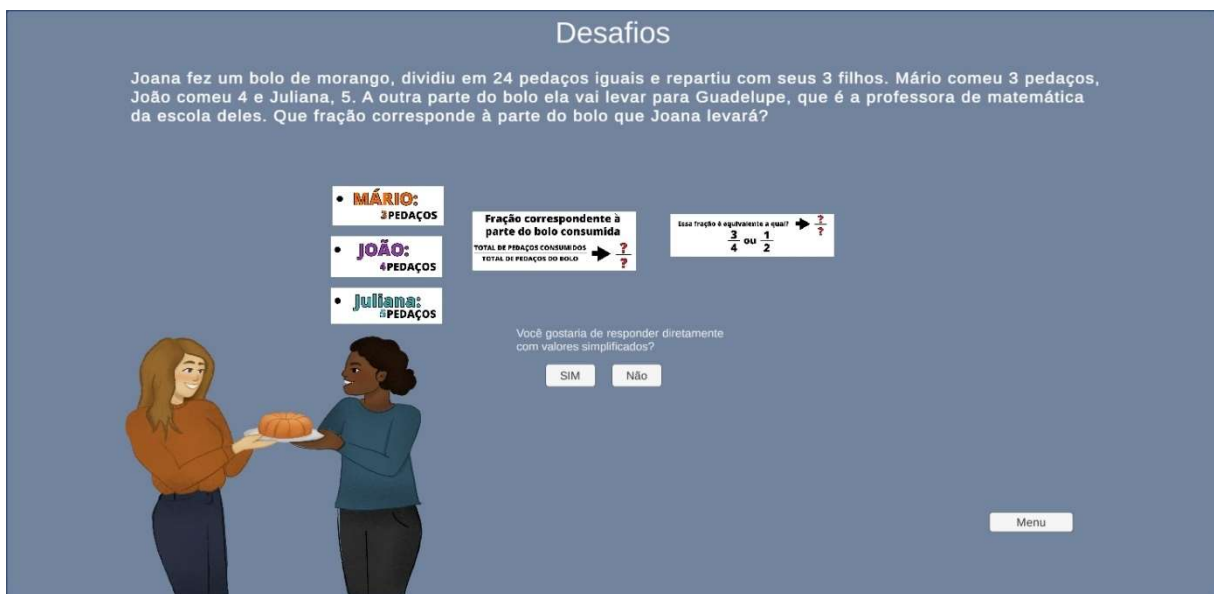 Desafios
Joana fez um bolo de morango, dividiu em 24 pedaços iguais e repartiu com seus 3 filhos. Mário comeu 3 pedaços,
João comeu 4 e Juliana, 5. A outra parte do bolo ela vai levar para Guadelupe, que é a professora de matemática
da escola deles. Que fração corresponde à parte do bolo que Joana levará?
• MÁRIO:
3 PEDAÇOS
• JOÃO:
4 PEDAÇOS
• Juliana:
5 PEDAÇOS
Fração correspondente à
parte do bolo consumida
TOTAL DE PEDAÇOS CONSUMIDOS
TOTAL DE PEDAÇOS DO BOLO
?
?
Essa fração é equivalente a qual?
3/4 ou 1/2
?
?
Você gostaria de responder diretamente
com valores simplificados?
SIM Não
Menu